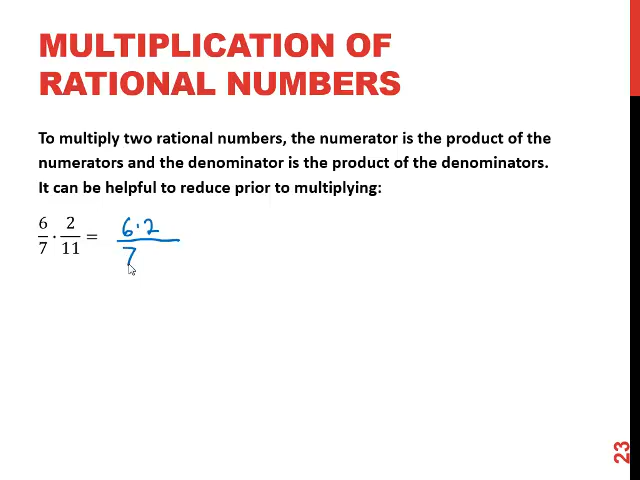 MULTIPLICATION OF
RATIONAL NUMBERS
To multiply two rational numbers, the numerator is the product of the
numerators and the denominator is the product of the denominators.
It can be helpful to reduce prior to multiplying:
6/7 · 2/11 = 6·2/7
23